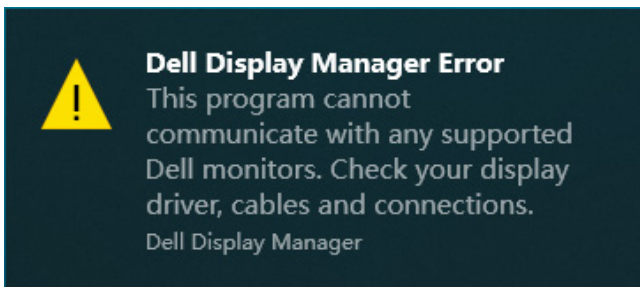 Dell Display Manager Error
This program cannot
communicate with any supported
Dell monitors. Check your display
driver, cables and connections.
Dell Display Manager